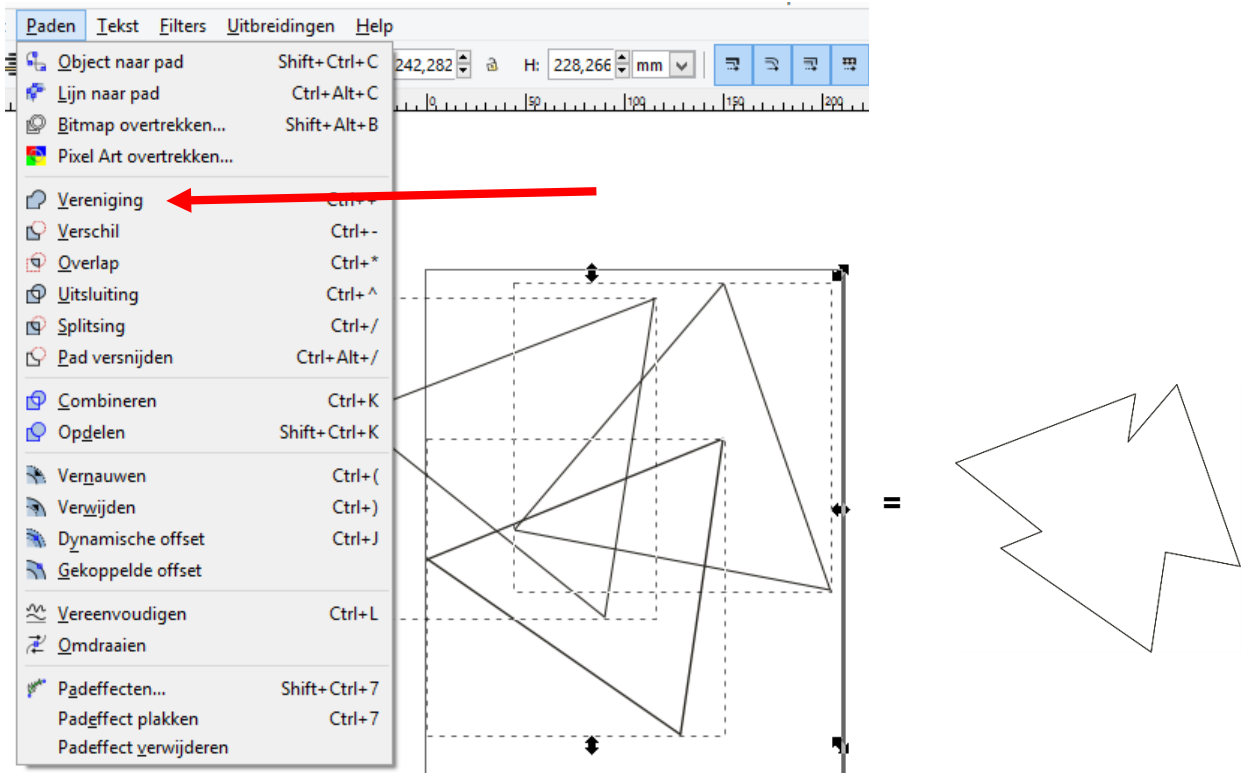 Paden Tekst Filters Uitbreidingen Help
Object naar pad Shift+Ctrl+C
242,282 H: 228,266 mm
Lijn naar pad Ctrl+Alt+C
0 50 100 150 200
Bitmap overtrekken... Shift+Alt+B
Pixel Art overtrekken...
Vereniging Ctrl++
Verschil Ctrl+-
Overlap Ctrl+*
Uitsluiting Ctrl+^
Splitsing Ctrl+/
Pad versnijden Ctrl+Alt+/
Combineren Ctrl+K
Opdelen Shift+Ctrl+K
Vernauwen Ctrl+(
Verwijden Ctrl+)
=
Dynamische offset Ctrl+J
Gekoppelde offset
Vereenvoudigen Ctrl+L
Omdraaien
Padeffecten... Shift+Ctrl+7
Padeffect plakken Ctrl+7
Padeffect verwijderen